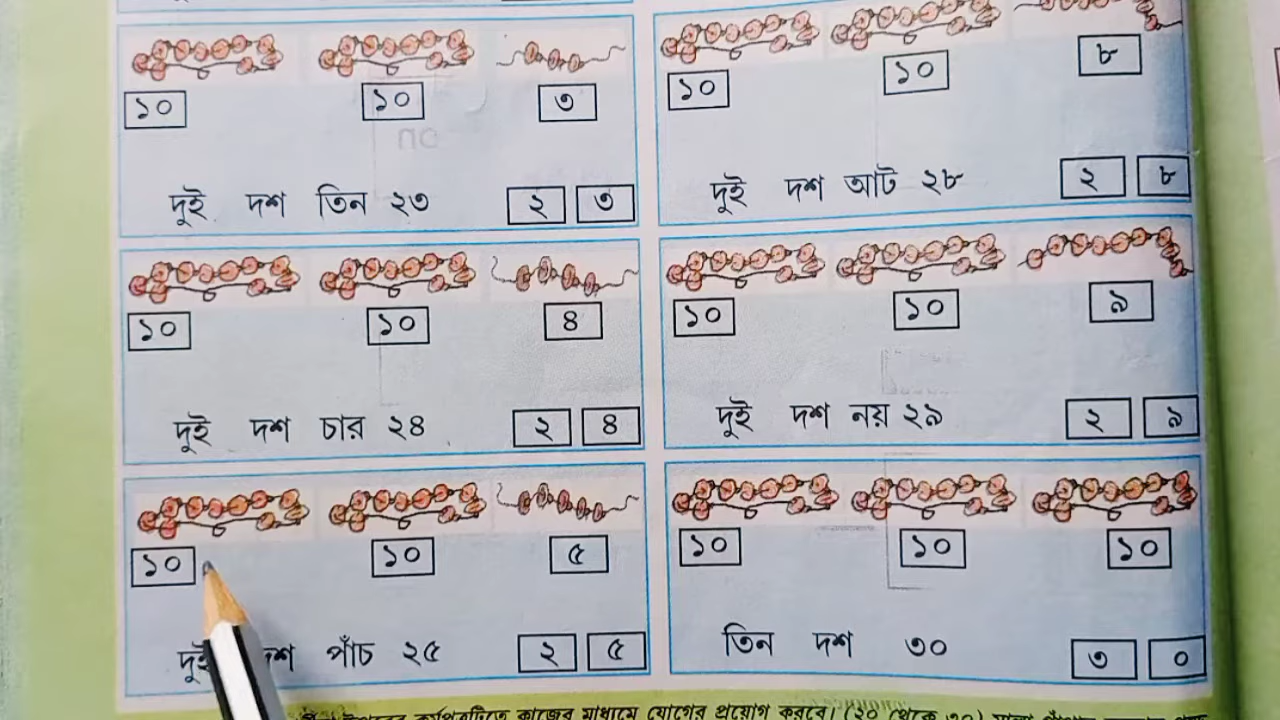 ১০ ১০ ৩
দুই দশ তিন ২৩ ২ ৩
১০ ১০ ৪
দুই দশ চার ২৪ ২ ৪
১০ ১০ ৫
দুই দশ পাঁচ ২৫ ২ ৫
১০ ১০ ৮
দুই দশ আট ২৮ ২ ৮
১০ ১০ ৯
দুই দশ নয় ২৯ ২ ৯
১০ ১০ ১০
তিন দশ ৩০ ৩ ০
কাজের মাধ্যমে যোগের প্রয়োগ করবে। (২০ থেকে ৩০)